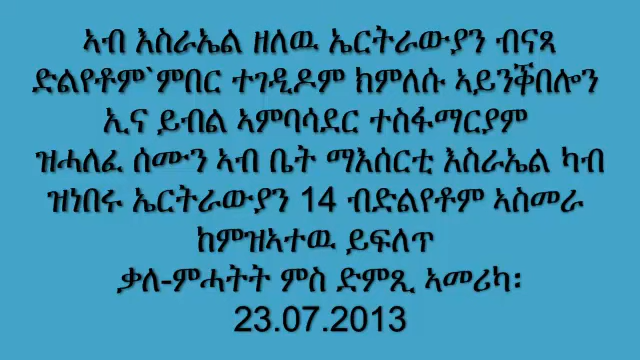 ኣብ እስራኤል ዘለዉ ኤርትራውያን ብናጻ
ድልየቶም`ምበር ተገዲዶም ክምለሱ ኣይንቕበሎን
ኢና ይብል ኣምባሳደር ተስፋማርያም
ዝሓለፈ ሰሙን ኣብ ቤት ማእሰርቲ እስራኤል ካብ
ዝነበሩ ኤርትራውያን 14 ብድልየቶም ኣስመራ
ከምዝኣተዉ ይፍለጥ
ቃለ-ምሓትት ምስ ድምጺ ኣመሪካ፡
23.07.2013